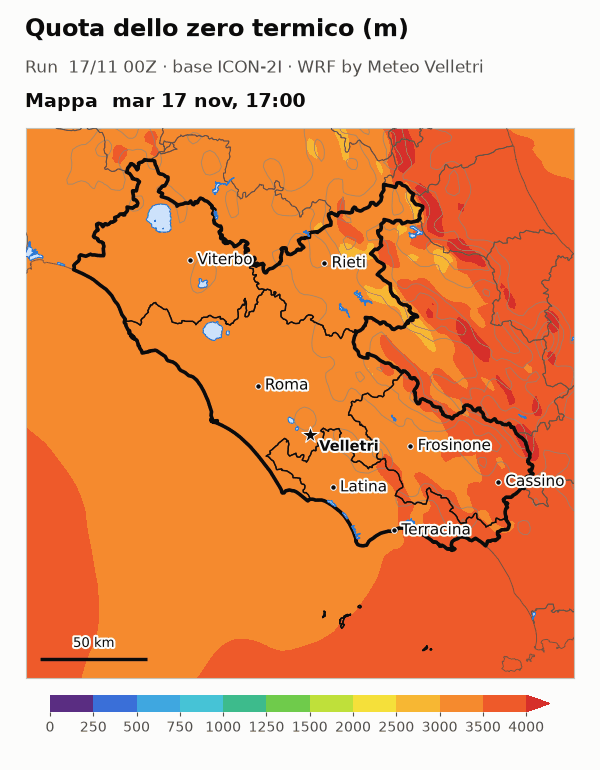 Quota dello zero termico (m)
Run  17/11 00Z · base ICON-2I · WRF by Meteo Velletri
Mappa  mar 17 nov, 17:00
Viterbo
Rieti
Roma
Velletri
Frosinone
Latina
Cassino
Terracina
50 km
0 250 500 750 1000 1250 1500 2000 2500 3000 3500 4000